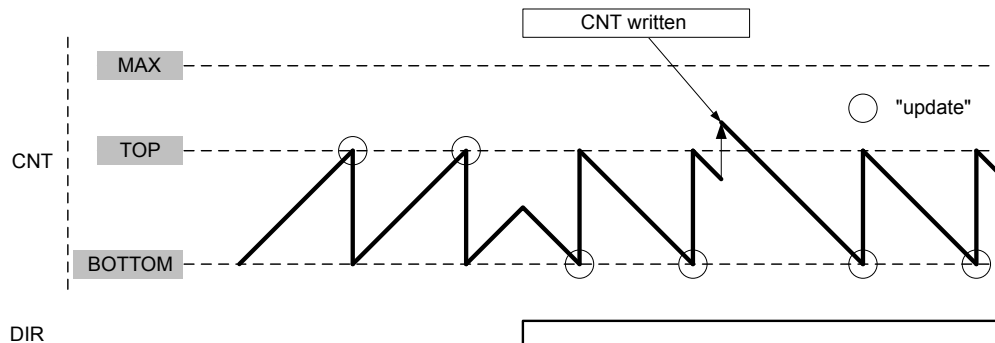 CNT written
MAX
"update"
TOP
CNT
BOTTOM
DIR